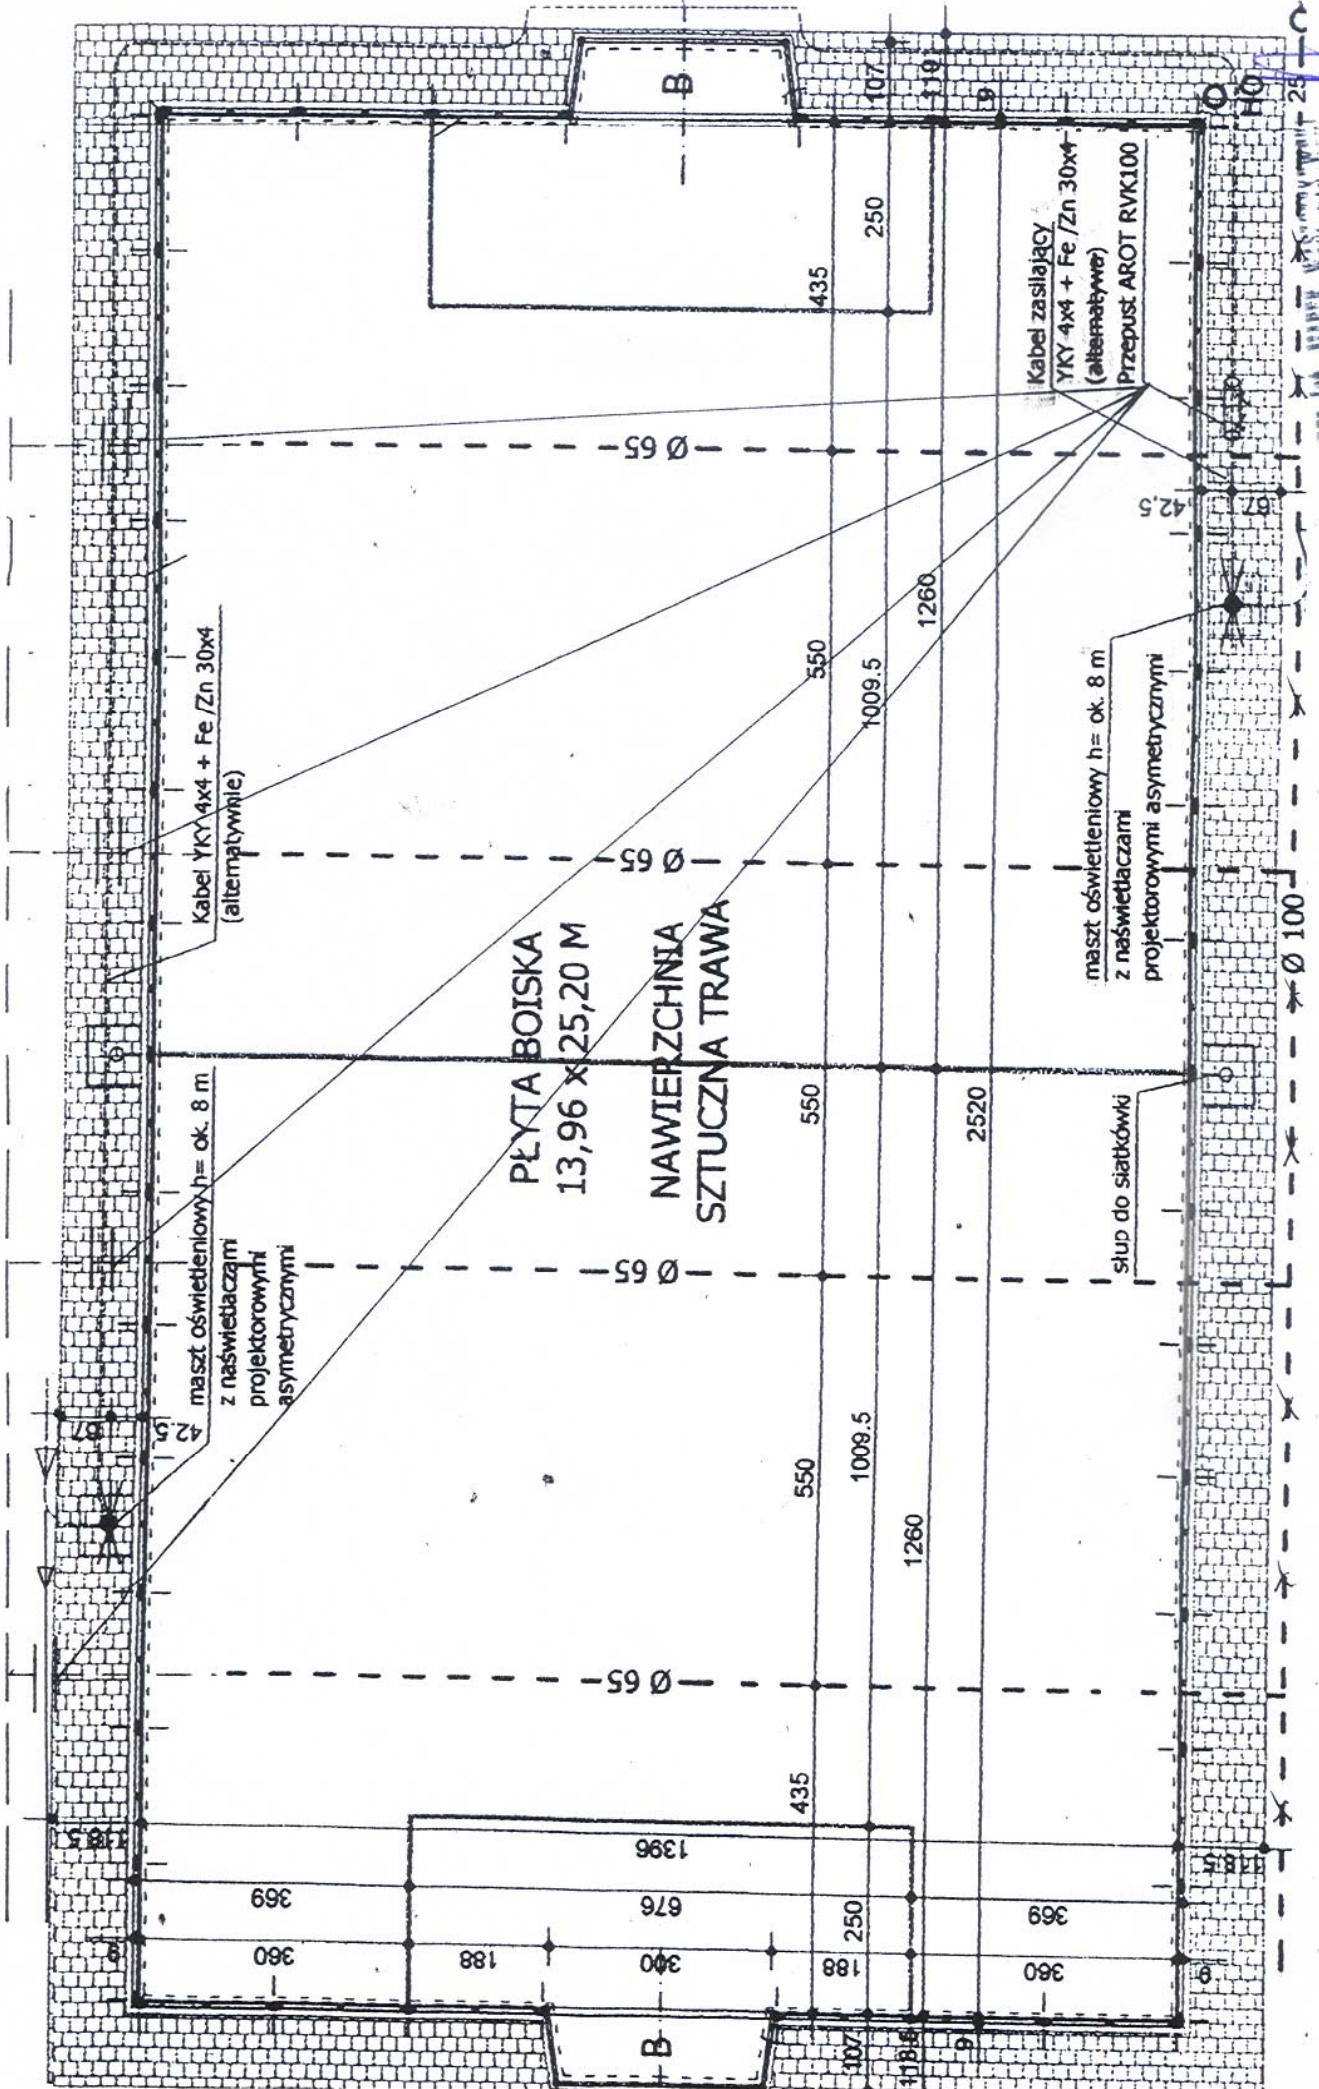 PŁYTA BOISKA
13,96 x 25,20 M
NAWIERZCHNIA
SZTUCZNA TRAWA
Kabel YKY 4x4 + Fe /Zn 30x4
(alternatywnie)
maszt oświetleniowy h= ok. 8 m
z naświetlaczami
projektorowymi
asymetrycznymi
Kabel zasilający
YKY 4x4 + Fe /Zn 30x4
Przepust AROT RVK100
maszt oświetleniowy h= ok. 8 m
z naświetlaczami
projektorowymi asymetrycznymi
słup do siatkówki
Ø 65
Ø 65
Ø 65
Ø 65
Ø 100
B
B
435
550
550
550
435
107
250
1009.5
1009.5
250
107
118.5
1260
1260
119
9
2520
9
118.5
1396
118.5
369
676
369
9
360
188
300
188
360
9
67
42.5
42.5
67
25
HO